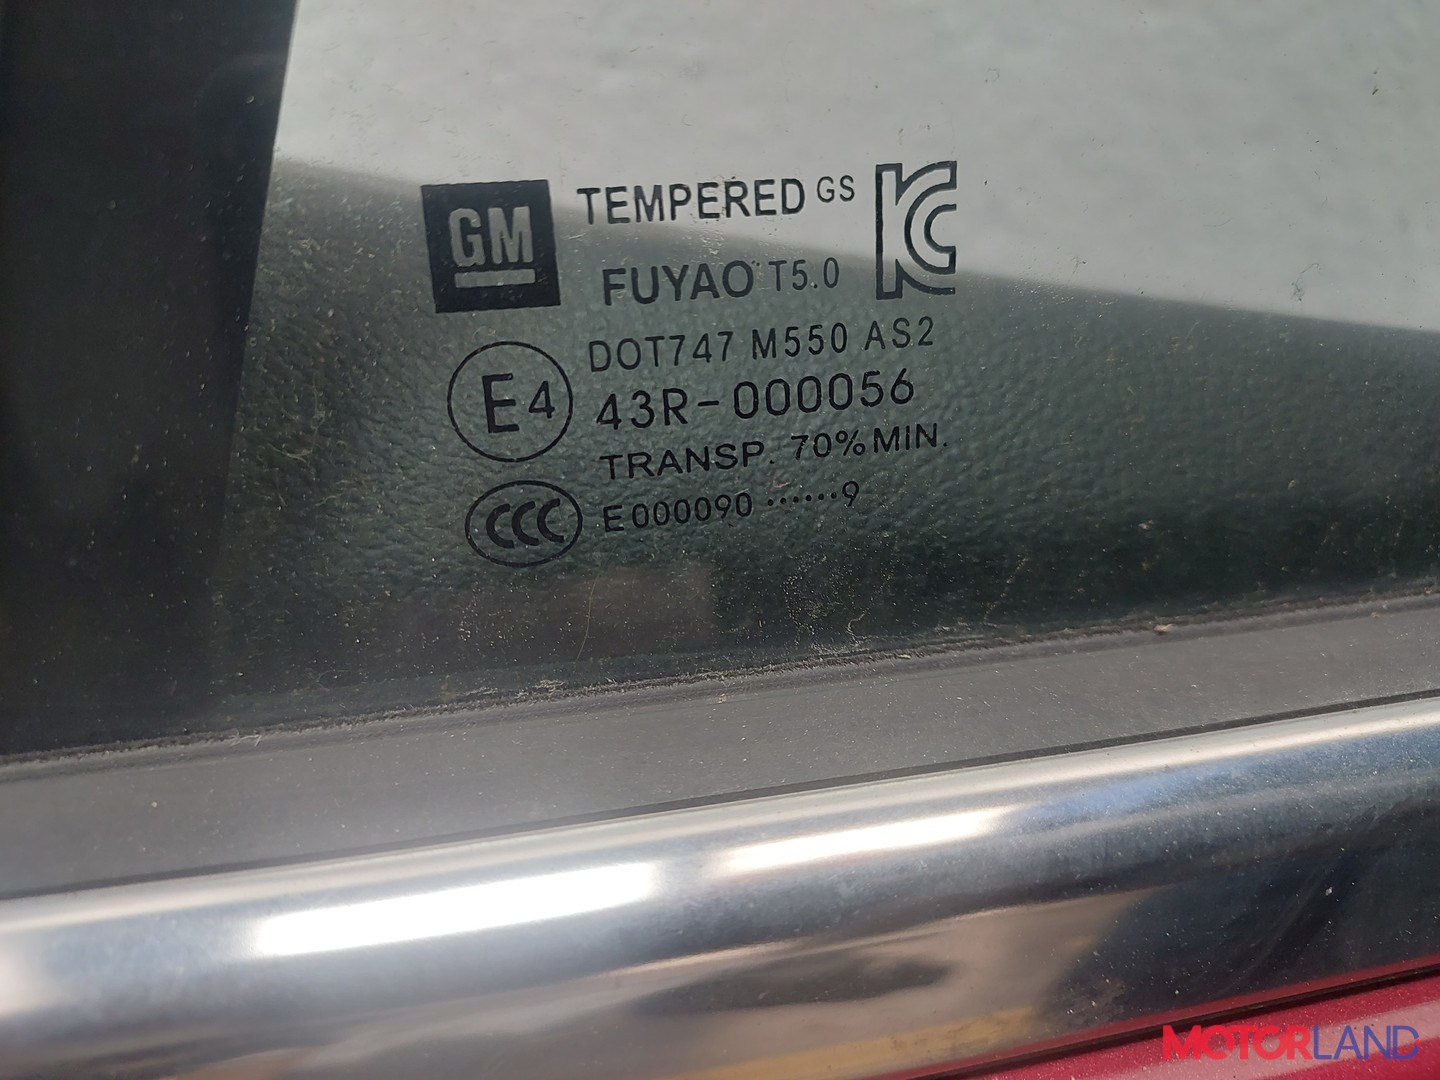 GM TEMPERED GS KC
FUYAO T5.0
DOT747 M550 AS2
E4 43R-000056
TRANSP. 70% MIN.
CCC E000090 ······9
MOTORLAND